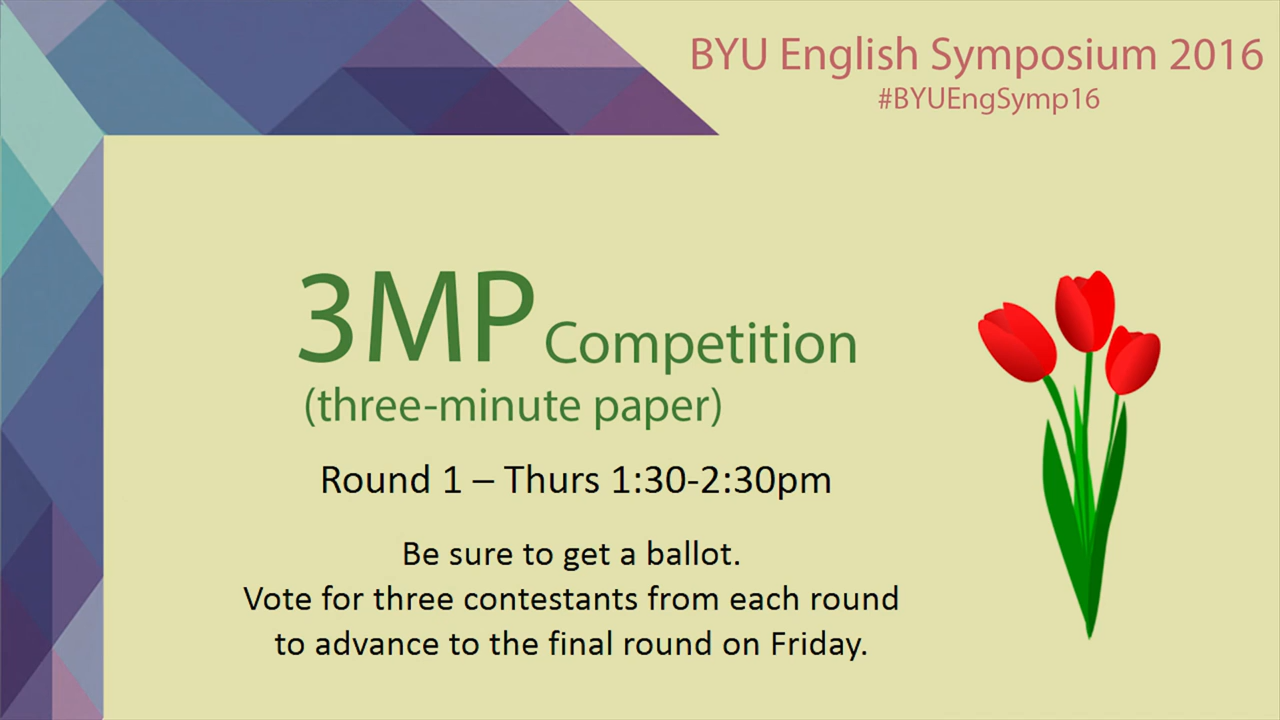 BYU English Symposium 2016
#BYUEngSymp16
3MP Competition
(three-minute paper)
Round 1 – Thurs 1:30-2:30pm
Be sure to get a ballot.
Vote for three contestants from each round
to advance to the final round on Friday.